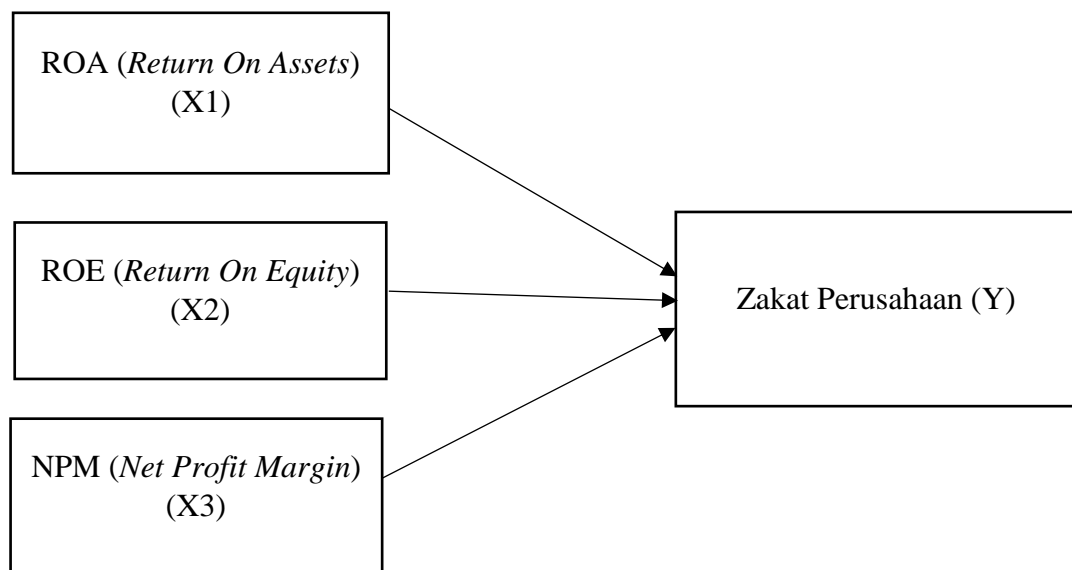 ROA (Return On Assets)
(X1)
ROE (Return On Equity)
(X2)
Zakat Perusahaan (Y)
NPM (Net Profit Margin)
(X3)